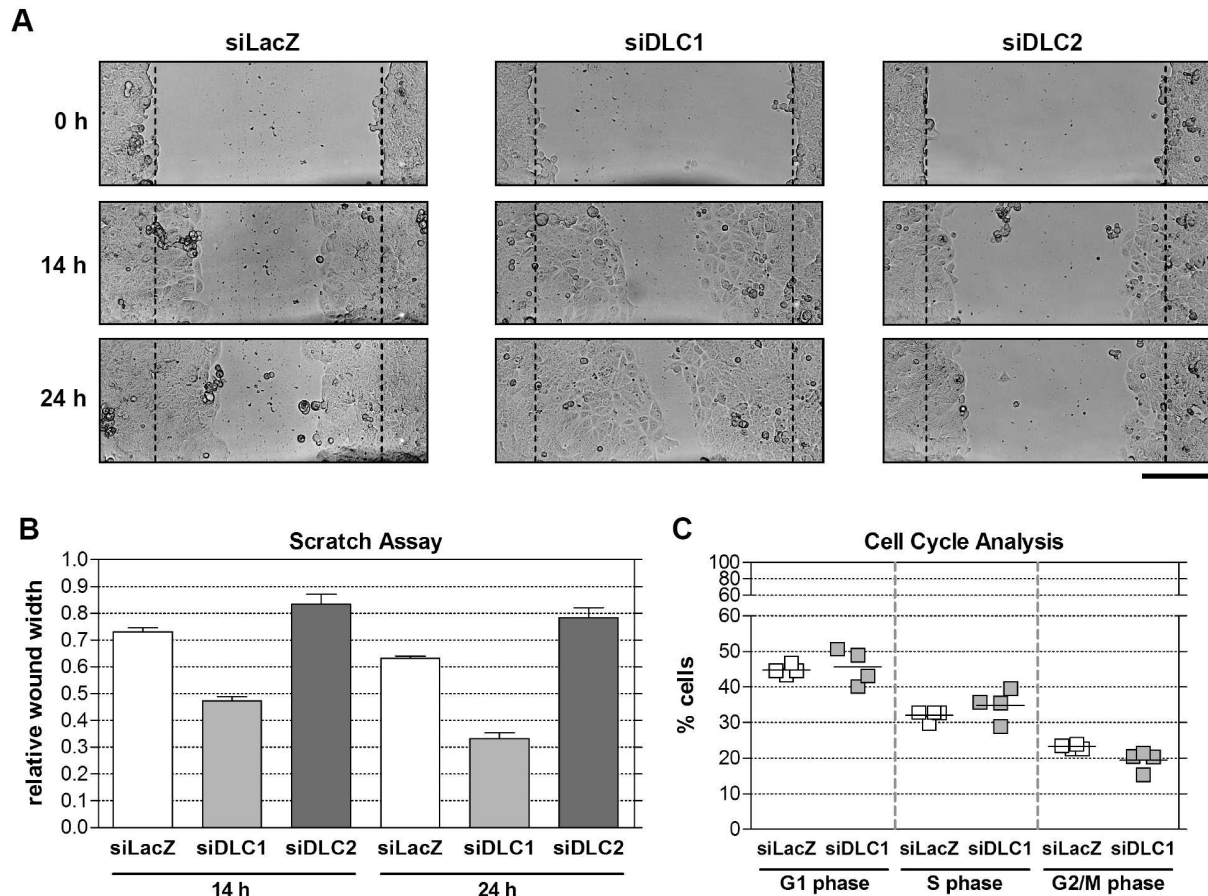 A
siLacZ siDLC1 siDLC2
0 h
14 h
24 h
B
Scratch Assay
relative wound width
1.0
0.9
0.8
0.7
0.6
0.5
0.4
0.3
0.2
0.1
0.0
siLacZ siDLC1 siDLC2 siLacZ siDLC1 siDLC2
14 h 24 h
C
Cell Cycle Analysis
% cells
100
80
60
60
50
40
30
20
10
0
siLacZ siDLC1 siLacZ siDLC1 siLacZ siDLC1
G1 phase S phase G2/M phase